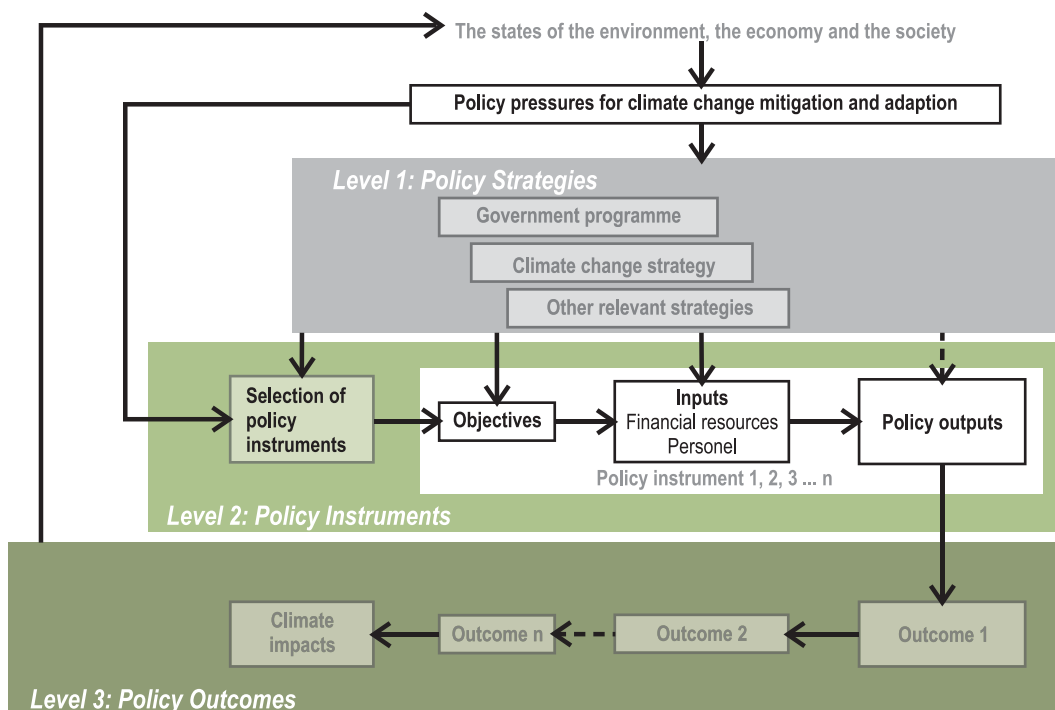 The states of the environment, the economy and the society
Policy pressures for climate change mitigation and adaption
Level 1: Policy Strategies
Government programme
Climate change strategy
Other relevant strategies
Selection of
policy
instruments
Objectives
Inputs
Financial resources
Personel
Policy outputs
Policy instrument 1, 2, 3 ... n
Level 2: Policy Instruments
Climate
impacts
Outcome n
Outcome 2
Outcome 1
Level 3: Policy Outcomes